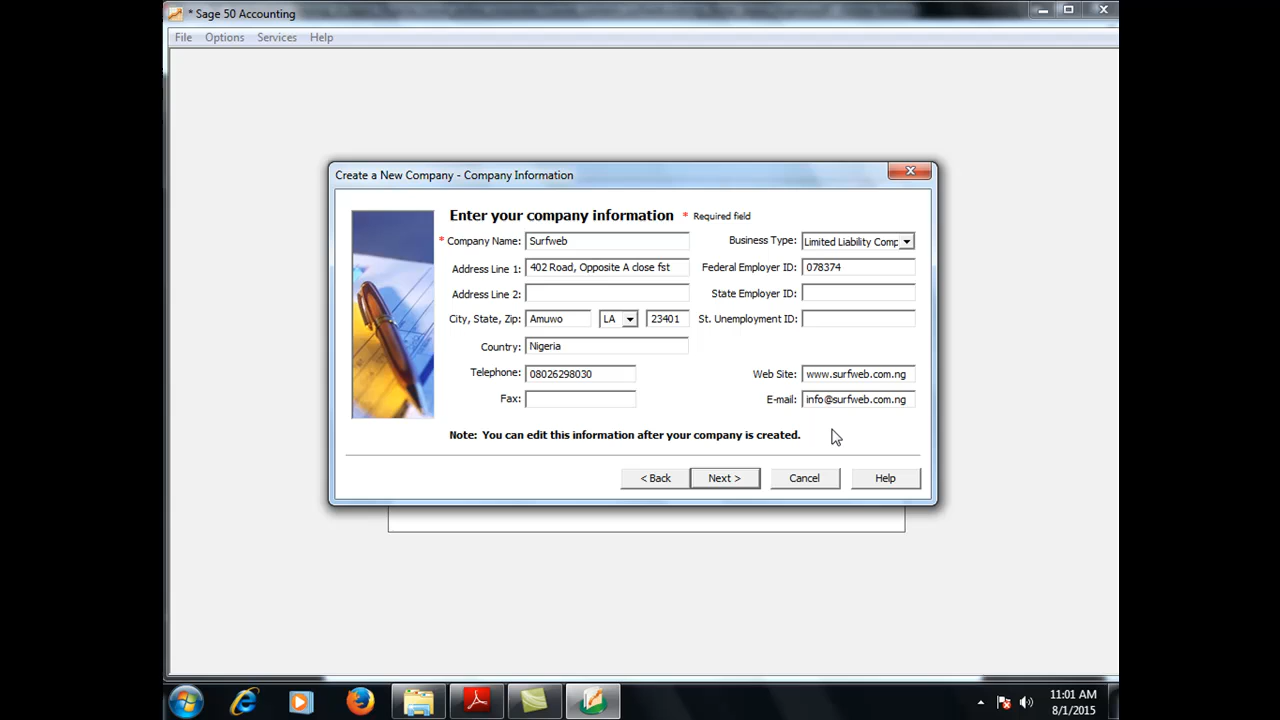 * Sage 50 Accounting
File Options Services Help
Create a New Company - Company Information
Enter your company information * Required field
* Company Name: Surfweb Business Type: Limited Liability Comp
Address Line 1: 402 Road, Opposite A close fst Federal Employer ID: 078374
Address Line 2: State Employer ID:
City, State, Zip: Amuwo LA 23401 St. Unemployment ID:
Country: Nigeria
Telephone: 08026298030 Web Site: www.surfweb.com.ng
Fax: E-mail: info@surfweb.com.ng
Note: You can edit this information after your company is created.
< Back Next > Cancel Help
11:01 AM
8/1/2015